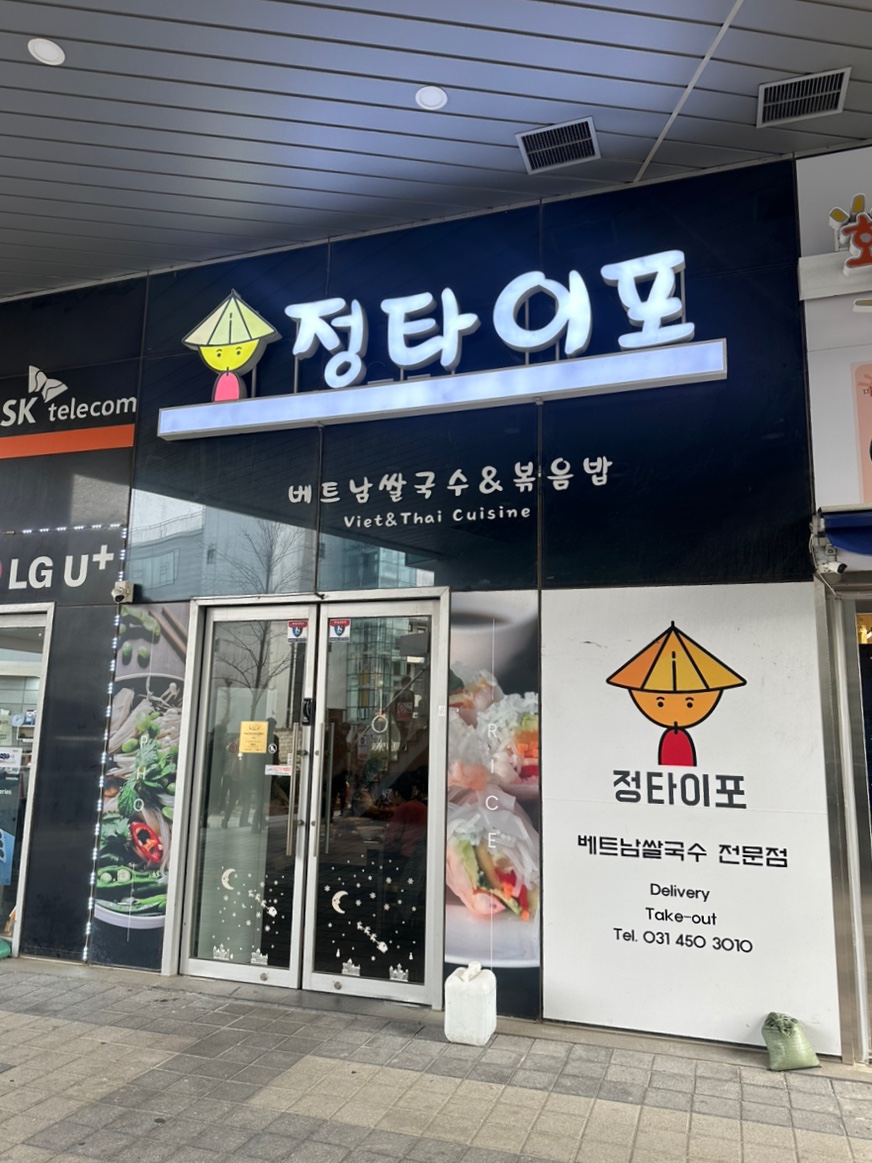 정타이포
SK telecom
베트남쌀국수&볶음밥
Viet&Thai Cuisine
LG U+
PHO
RICE
정타이포
베트남쌀국수 전문점
Delivery
Take-out
Tel. 031 450 3010